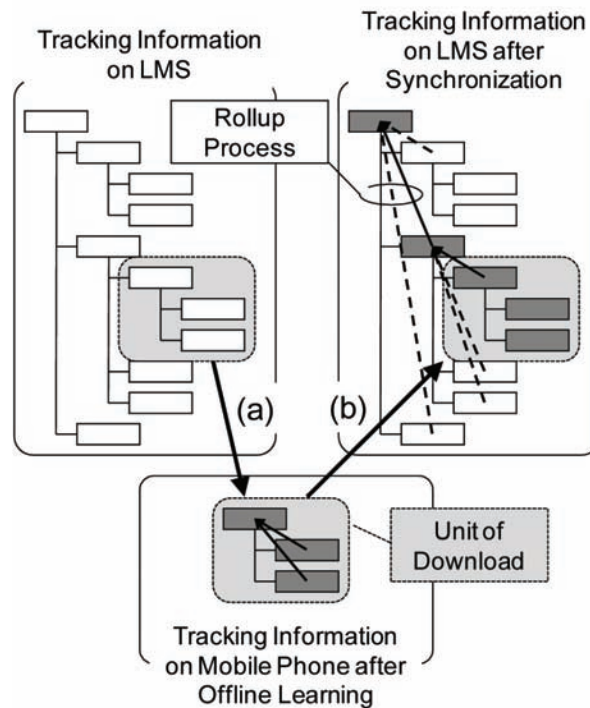 Tracking Information
on LMS
Tracking Information
on LMS after
Synchronization
Rollup
Process
(a)
(b)
Unit of
Download
Tracking Information
on Mobile Phone after
Offline Learning